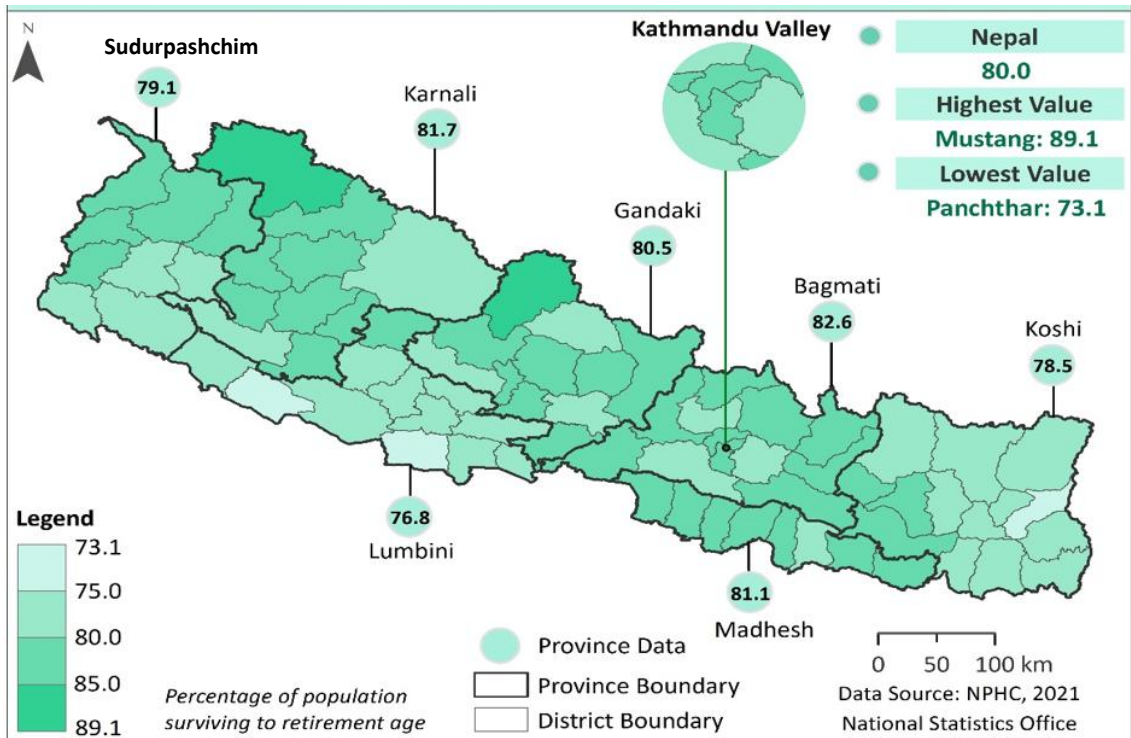 N
Sudurpashchim
79.1
Karnali
81.7
Kathmandu Valley
Gandaki
80.5
Bagmati
82.6
Koshi
78.5
Nepal
80.0
Highest Value
Mustang: 89.1
Lowest Value
Panchthar: 73.1
76.8
Lumbini
81.1
Madhesh
Legend
73.1
75.0
80.0
85.0
89.1
Percentage of population
surviving to retirement age
Province Data
Province Boundary
District Boundary
0 50 100 km
Data Source: NPHC, 2021
National Statistics Office